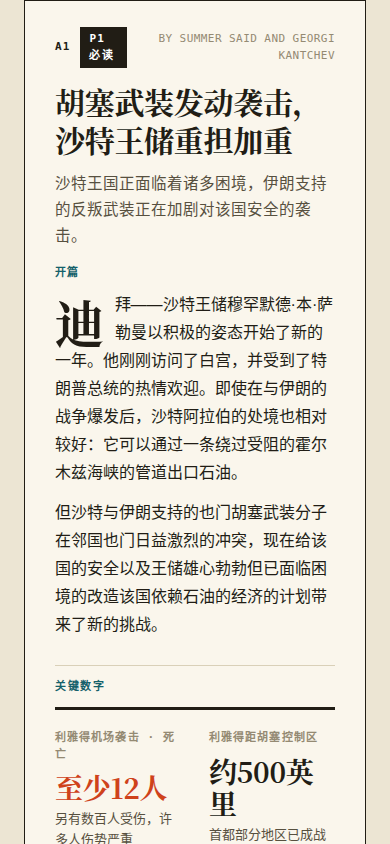 A1
P1
必读
BY SUMMER SAID AND GEORGI
KANTCHEV
胡塞武装发动袭击，
沙特王储重担加重
沙特王国正面临着诸多困境，伊朗支持
的反叛武装正在加剧对该国安全的袭
击。
开篇
迪拜——沙特王储穆罕默德·本·萨
勒曼以积极的姿态开始了新的
一年。他刚刚访问了白宫，并受到了特
朗普总统的热情欢迎。即使在与伊朗的
战争爆发后，沙特阿拉伯的处境也相对
较好：它可以通过一条绕过受阻的霍尔
木兹海峡的管道出口石油。
但沙特与伊朗支持的也门胡塞武装分子
在邻国也门日益激烈的冲突，现在给该
国的安全以及王储雄心勃勃但已面临困
境的改造该国依赖石油的经济的计划带
来了新的挑战。
关键数字
利雅得机场袭击 · 死
亡
至少12人
另有数百人受伤，许
多人伤势严重
利雅得距胡塞控制区
约500英
里
首都部分地区已成战